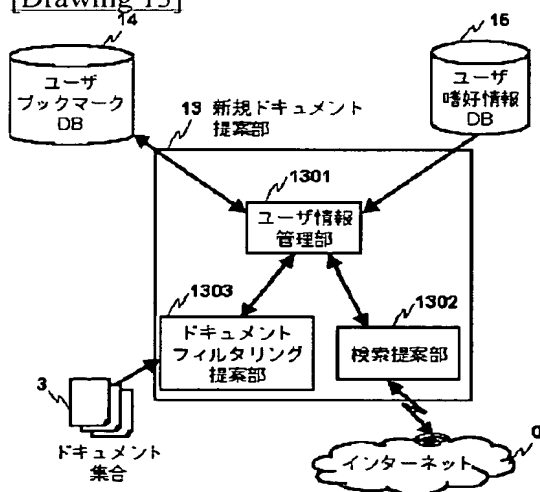 [Drawing 13]
14
ユーザ
ブックマーク
DB
15
ユーザ
嗜好情報
DB
13 新規ドキュメント
提案部
1301
ユーザ情報
管理部
1303
ドキュメント
フィルタリング
提案部
1302
検索提案部
3
ドキュメント
集合
0
インターネット